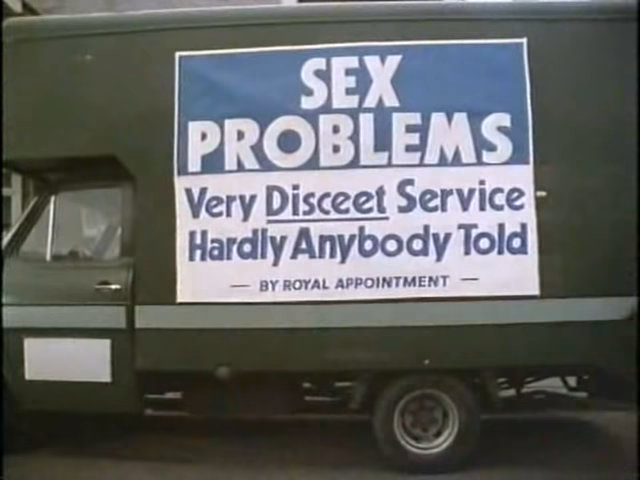 SEX
PROBLEMS
Very Disceet Service
Hardly Anybody Told
— BY ROYAL APPOINTMENT —